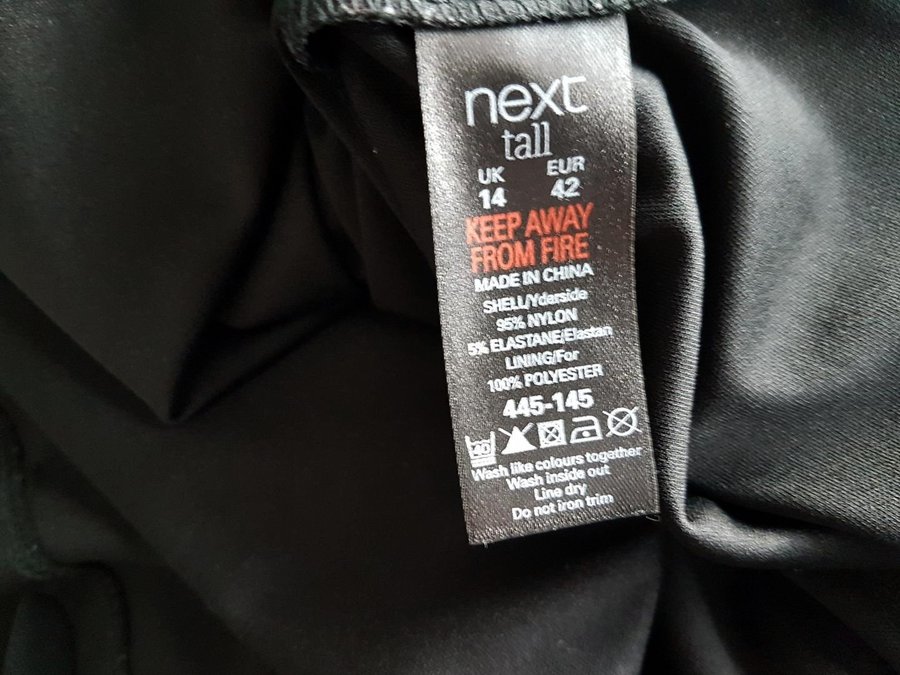 next
tall
UK EUR
14 42
KEEP AWAY
FROM FIRE
MADE IN CHINA
SHELL/Yderside
95% NYLON
5% ELASTANE/Elastan
LINING/For
100% POLYESTER
445-145
40
Wash like colours together
Wash inside out
Line dry
Do not iron trim